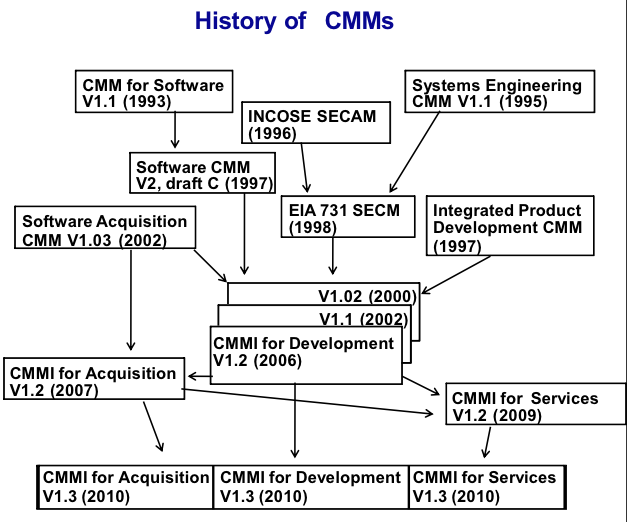 History of CMMs
CMM for Software
V1.1 (1993)
Systems Engineering
CMM V1.1 (1995)
INCOSE SECAM
(1996)
Software CMM
V2, draft C (1997)
EIA 731 SECM
(1998)
Integrated Product
Development CMM
(1997)
Software Acquisition
CMM V1.03 (2002)
V1.02 (2000)
V1.1 (2002)
CMMI for Development
V1.2 (2006)
CMMI for Acquisition
V1.2 (2007)
CMMI for Services
V1.2 (2009)
CMMI for Acquisition
V1.3 (2010)
CMMI for Development
V1.3 (2010)
CMMI for Services
V1.3 (2010)